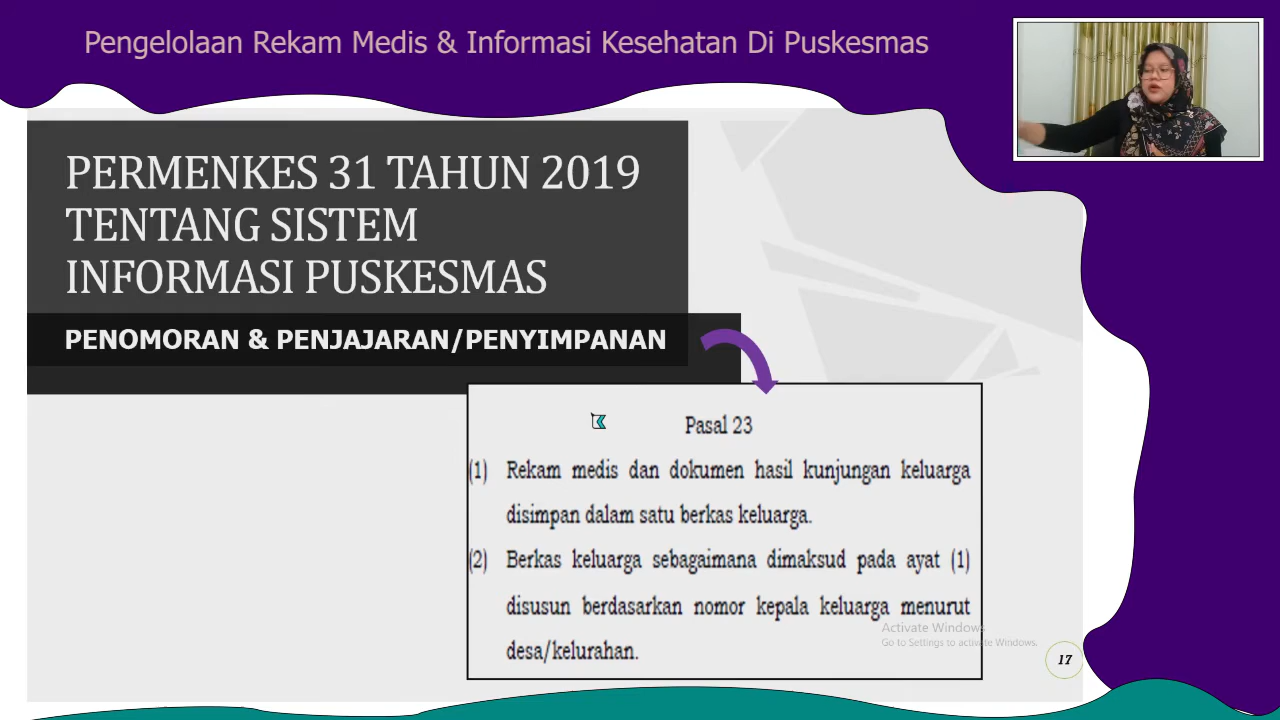 Pengelolaan Rekam Medis & Informasi Kesehatan Di Puskesmas
PERMENKES 31 TAHUN 2019
TENTANG SISTEM
INFORMASI PUSKESMAS
PENOMORAN & PENJAJARAN/PENYIMPANAN
Pasal 23
(1) Rekam medis dan dokumen hasil kunjungan keluarga
disimpan dalam satu berkas keluarga.
(2) Berkas keluarga sebagaimana dimaksud pada ayat (1)
disusun berdasarkan nomor kepala keluarga menurut
desa/kelurahan.
Activate Windows
Go to Settings to activate Windows.
17